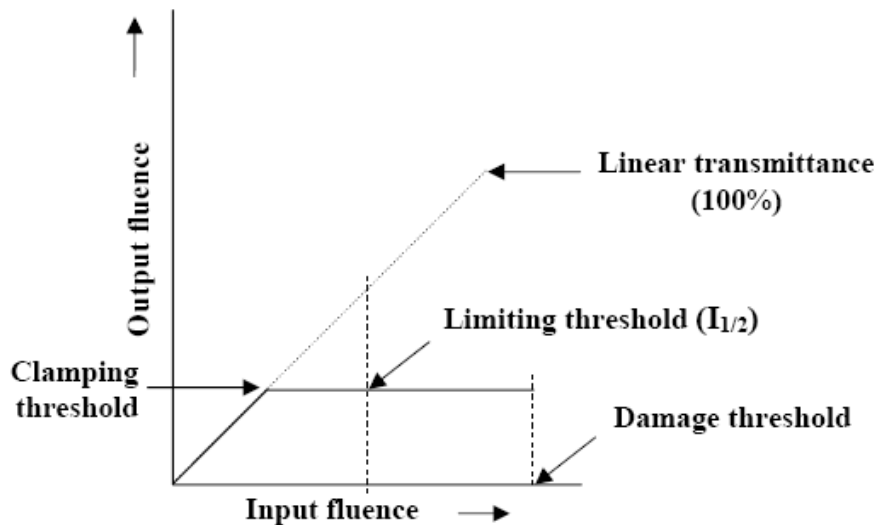 Output fluence
Linear transmittance
(100%)
Limiting threshold (I1/2)
Clamping
threshold
Damage threshold
Input fluence